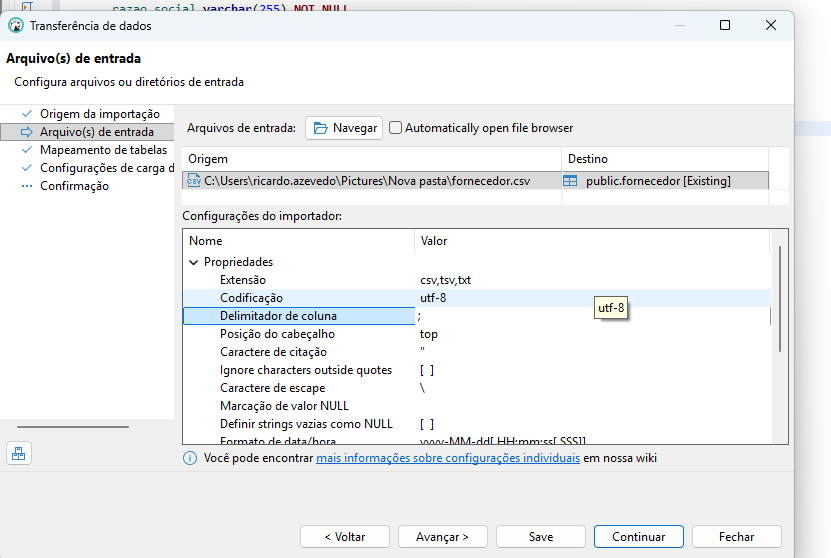 razao_social varchar(255) NOT NULL
Transferência de dados
Arquivo(s) de entrada
Configura arquivos ou diretórios de entrada
Origem da importação
Arquivo(s) de entrada
Mapeamento de tabelas
Configurações de carga d
Confirmação
Arquivos de entrada: Navegar Automatically open file browser
Origem Destino
CSV C:\Users\ricardo.azevedo\Pictures\Nova pasta\fornecedor.csv public.fornecedor [Existing]
Configurações do importador:
Nome Valor
Propriedades
Extensão csv,tsv,txt
Codificação utf-8
utf-8
Delimitador de coluna ;
Posição do cabeçalho top
Caractere de citação "
Ignore characters outside quotes [ ]
Caractere de escape \
Marcação de valor NULL
Definir strings vazias como NULL [ ]
Formato de data/hora yyyy-MM-dd[ HH:mm:ss[.SSS]]
Você pode encontrar mais informações sobre configurações individuais em nossa wiki
< Voltar Avançar > Save Continuar Fechar